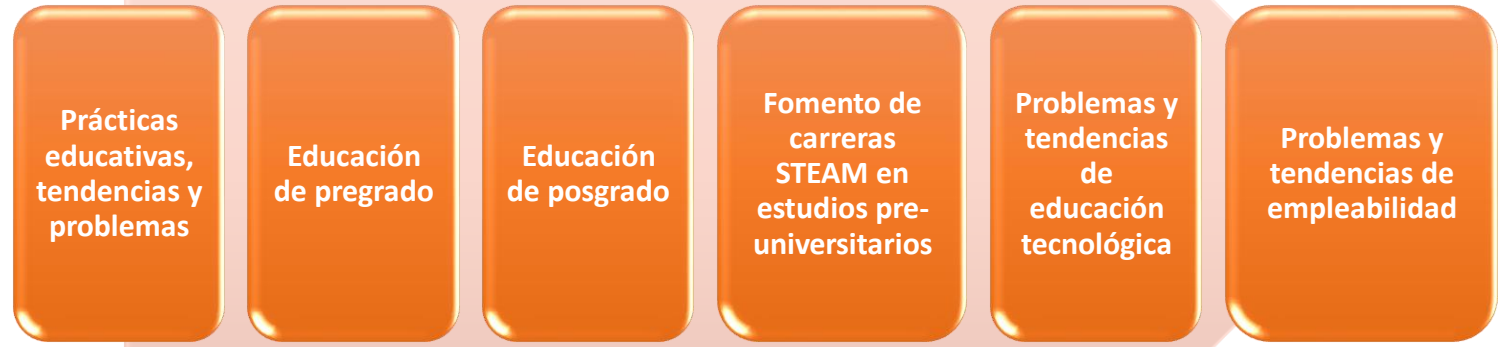 Prácticas
educativas,
tendencias y
problemas
Educación
de pregrado
Educación
de posgrado
Fomento de
carreras
STEAM en
estudios pre-
universitarios
Problemas y
tendencias
de
educación
tecnológica
Problemas y
tendencias de
empleabilidad